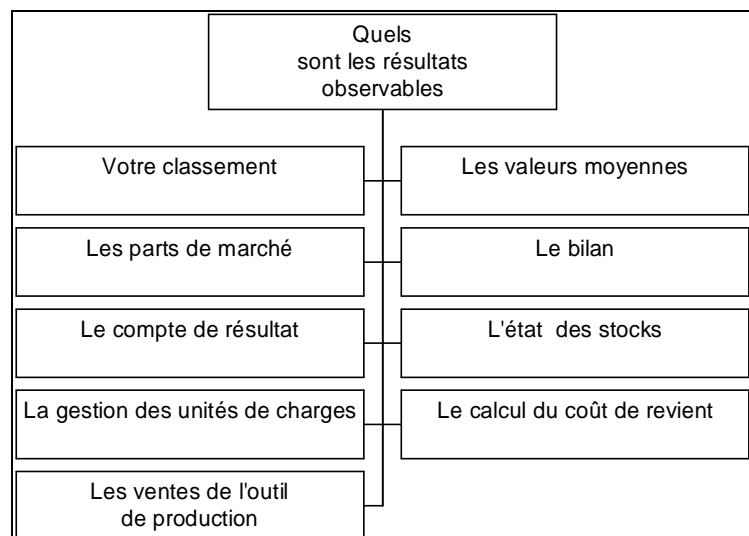 Quels
sont les résultats
observables
Votre classement
Les valeurs moyennes
Les parts de marché
Le bilan
Le compte de résultat
L'état des stocks
La gestion des unités de charges
Le calcul du coût de revient
Les ventes de l'outil
de production